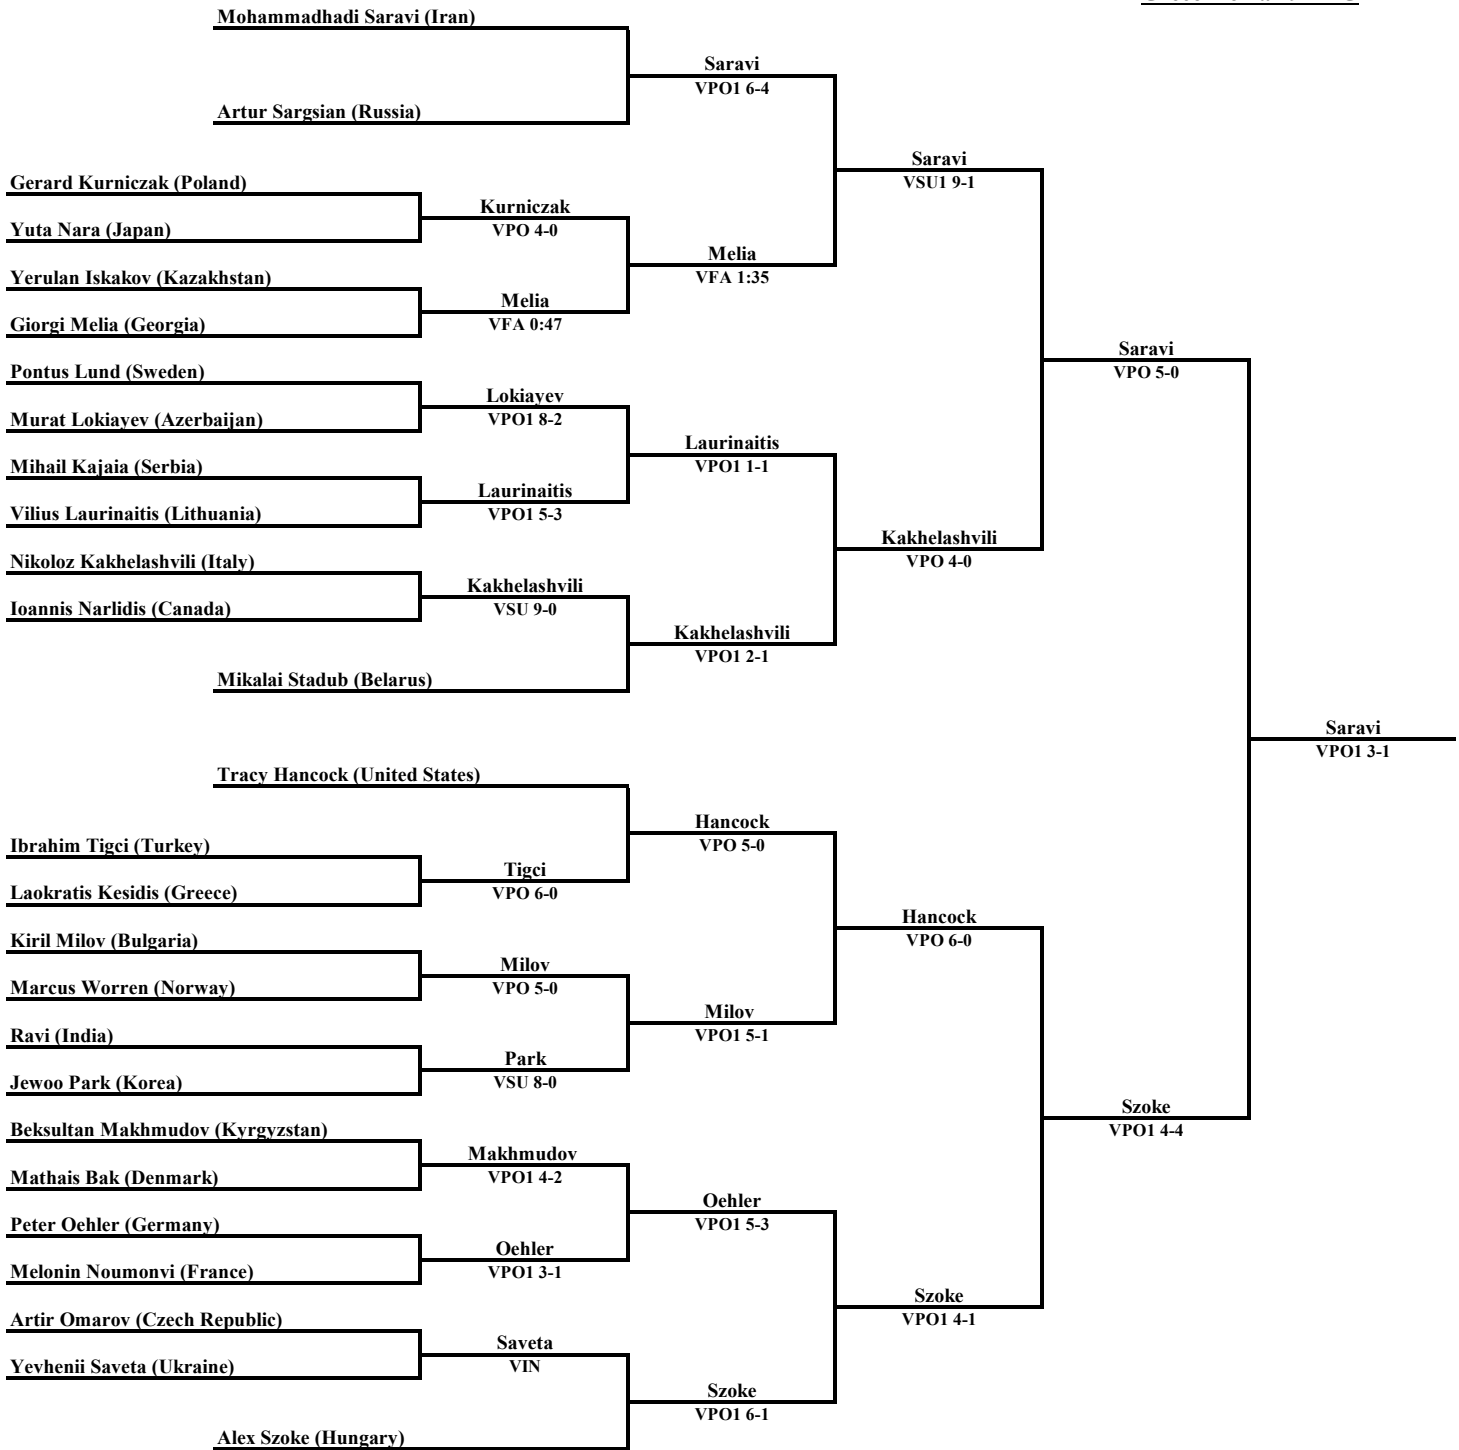 Mohammadhadi Saravi (Iran)
Saravi
VPO1 6-4
Artur Sargsian (Russia)
Saravi
VSU1 9-1
Gerard Kurniczak (Poland)
Kurniczak
VPO 4-0
Yuta Nara (Japan)
Melia
VFA 1:35
Yerulan Iskakov (Kazakhstan)
Melia
VFA 0:47
Giorgi Melia (Georgia)
Saravi
VPO 5-0
Pontus Lund (Sweden)
Lokiayev
VPO1 8-2
Murat Lokiayev (Azerbaijan)
Laurinaitis
VPO1 1-1
Mihail Kajaia (Serbia)
Laurinaitis
VPO1 5-3
Vilius Laurinaitis (Lithuania)
Kakhelashvili
VPO 4-0
Nikoloz Kakhelashvili (Italy)
Kakhelashvili
VSU 9-0
Ioannis Narlidis (Canada)
Kakhelashvili
VPO1 2-1
Mikalai Stadub (Belarus)
Saravi
VPO1 3-1
Tracy Hancock (United States)
Hancock
VPO 5-0
Ibrahim Tigci (Turkey)
Tigci
VPO 6-0
Laokratis Kesidis (Greece)
Hancock
VPO 6-0
Kiril Milov (Bulgaria)
Milov
VPO 5-0
Marcus Worren (Norway)
Milov
VPO1 5-1
Ravi (India)
Park
VSU 8-0
Jewoo Park (Korea)
Szoke
VPO1 4-4
Beksultan Makhmudov (Kyrgyzstan)
Makhmudov
VPO1 4-2
Mathais Bak (Denmark)
Oehler
VPO1 5-3
Peter Oehler (Germany)
Oehler
VPO1 3-1
Melonin Noumonvi (France)
Szoke
VPO1 4-1
Artir Omarov (Czech Republic)
Saveta
VIN
Yevhenii Saveta (Ukraine)
Szoke
VPO1 6-1
Alex Szoke (Hungary)